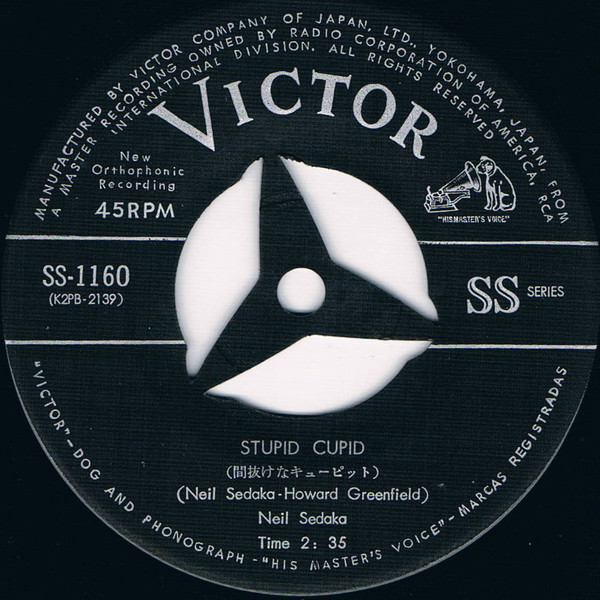 MANUFACTURED BY VICTOR COMPANY OF JAPAN, LTD., YOKOHAMA, JAPAN, FROM
A MASTER RECORDING OWNED BY RADIO CORPORATION OF AMERICA, RCA
INTERNATIONAL DIVISION. ALL RIGHTS RESERVED
VICTOR
New
Orthophonic
Recording
45RPM
"HIS MASTER'S VOICE"
SS-1160
(K2PB-2139)
SS SERIES
STUPID CUPID
(間抜けなキューピット)
(Neil Sedaka-Howard Greenfield)
Neil Sedaka
Time 2: 35
"VICTOR"-DOG AND PHONOGRAPH-"HIS MASTER'S VOICE"-MARCAS REGISTRADAS